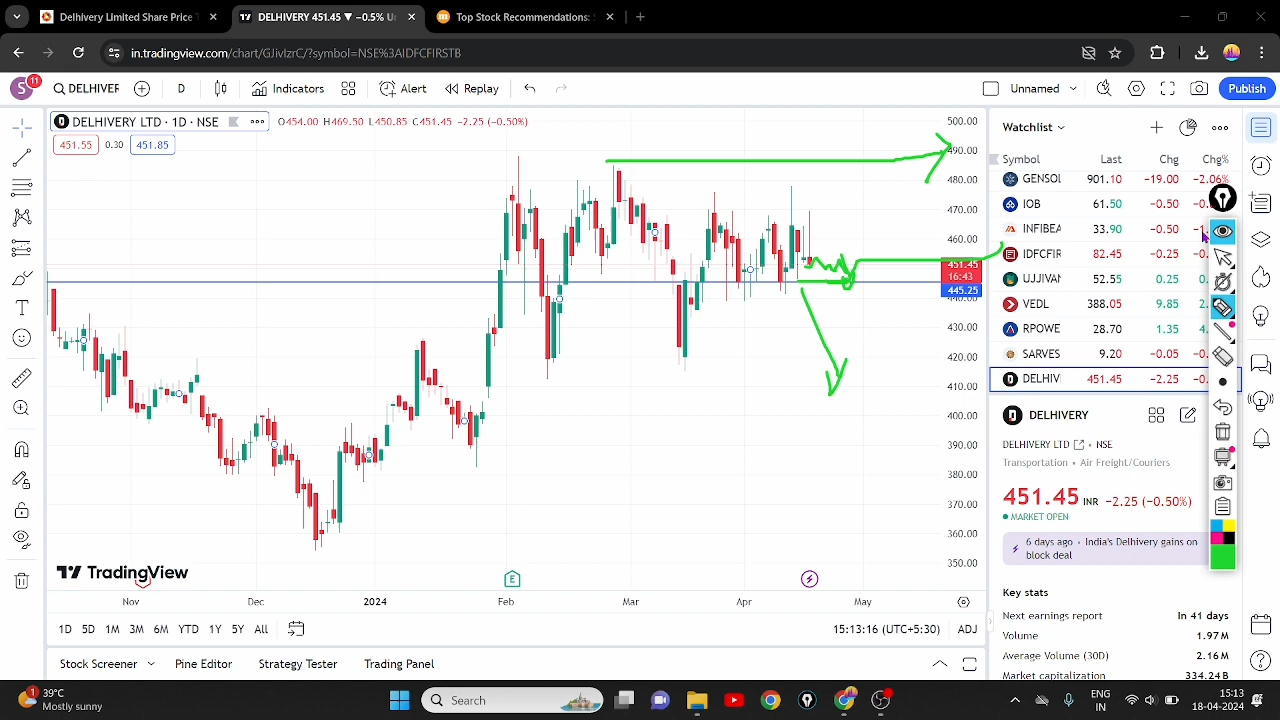 Delhivery Limited Share Price T
DELHIVERY 451.45 ▼ −0.5% Un
Top Stock Recommendations:
in.tradingview.com/chart/GJivlzrC/?symbol=NSE%3AIDFCFIRSTB
S 11 DELHIVER D Indicators Alert Replay Unnamed Publish
DELHIVERY LTD · 1D · NSE O454.00 H469.50 L450.85 C451.45 −2.25 (−0.50%)
451.55 0.30 451.85
500.00
490.00
480.00
470.00
460.00
451.45
16:43
445.25
430.00
420.00
410.00
400.00
390.00
380.00
370.00
360.00
350.00
TradingView
E
Nov Dec 2024 Feb Mar Apr May
1D 5D 1M 3M 6M YTD 1Y 5Y All 15:13:16 (UTC+5:30) ADJ
Stock Screener Pine Editor Strategy Tester Trading Panel
Watchlist
Symbol Last Chg Chg%
GENSOL 901.10 −19.00 −2.06%
IOB 61.50 −0.50
INFIBEA 33.90 −0.50
IDFCFIR 82.45 −0.25
UJJIVAN 52.55 0.25
VEDL 388.05 9.85
RPOWE 28.70 1.35
SARVES 9.20 −0.05
DELHIV 451.45 −2.25
DELHIVERY
DELHIVERY LTD • NSE
Transportation • Air Freight/Couriers
451.45 INR −2.25 (−0.50%)
MARKET OPEN
6 days ago • India's Delhivery gains on
block deal
Key stats
Next earnings report In 41 days
Volume 1.97M
Average Volume (30D) 2.16M
Market capitalization 334.24B
1 39°C
Mostly sunny
Search
ENG
IN
15:13
18-04-2024